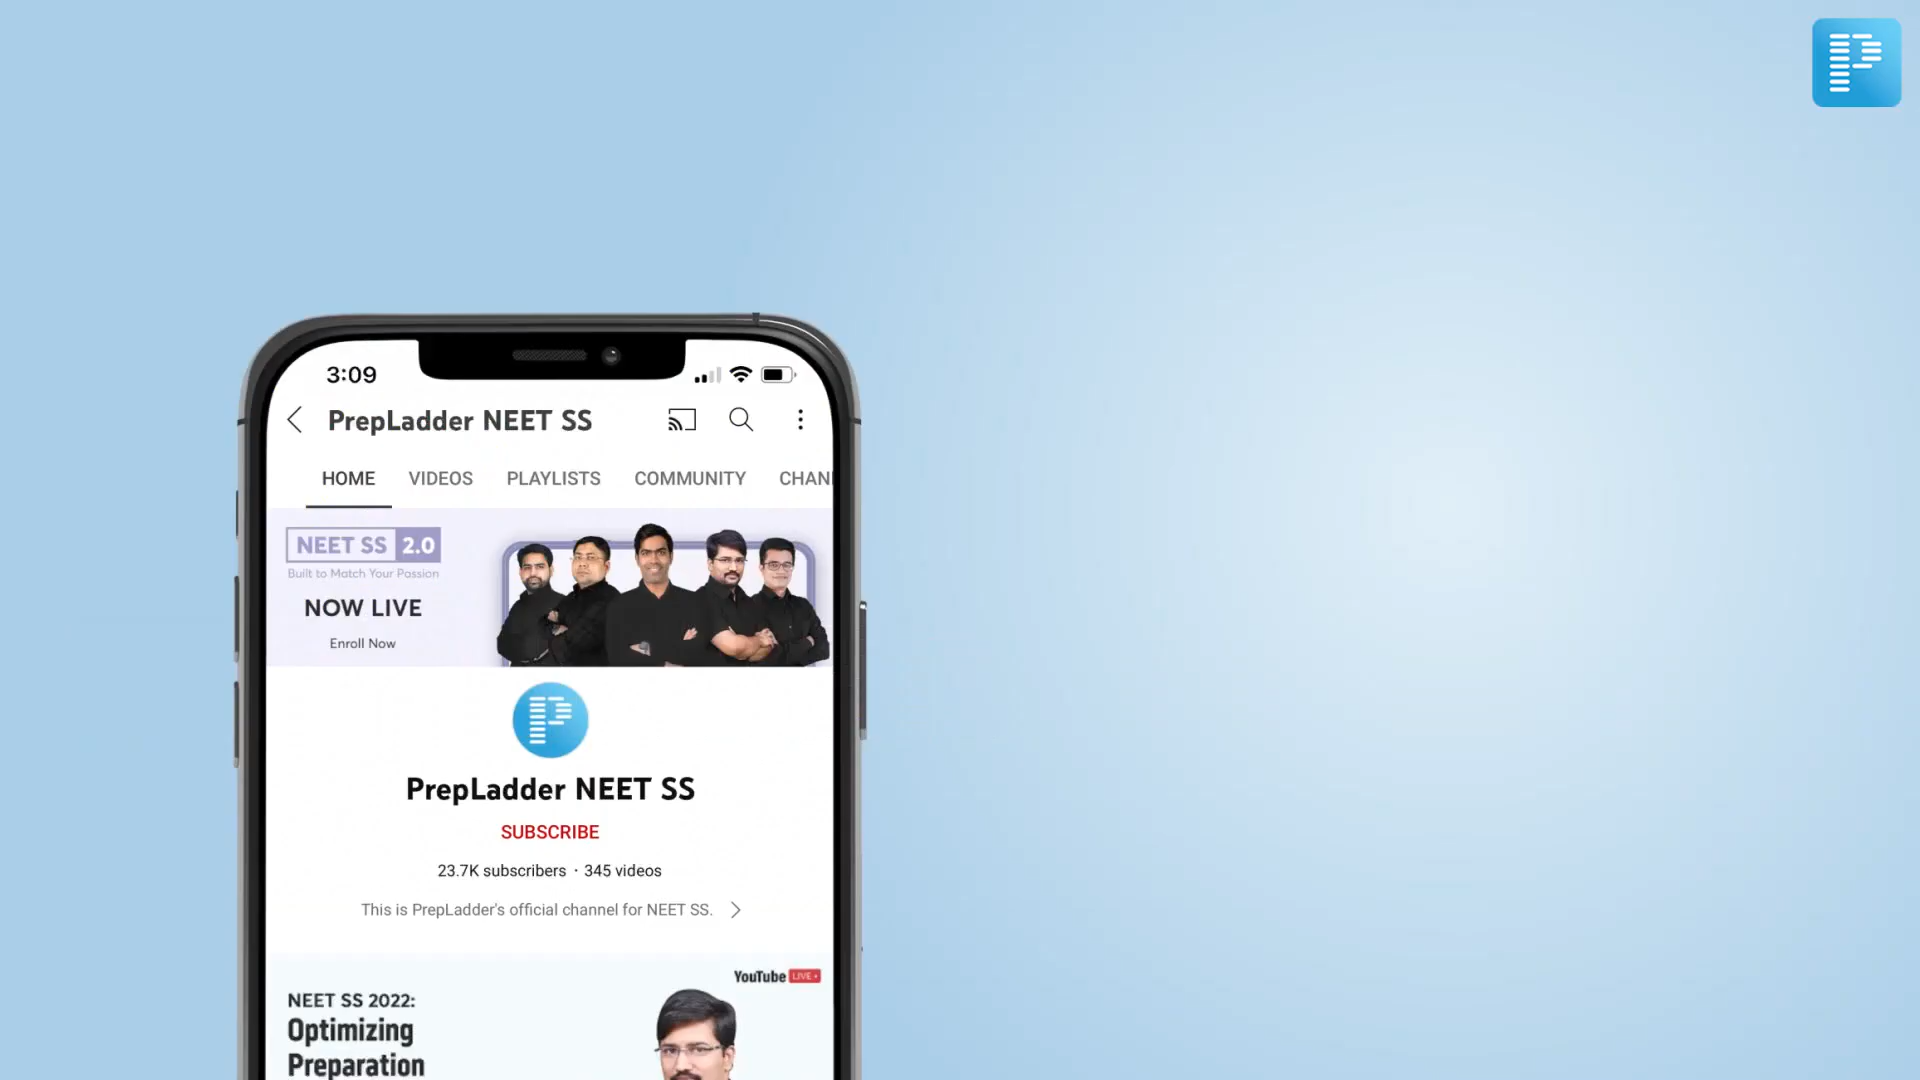 3:09
PrepLadder NEET SS
HOME VIDEOS PLAYLISTS COMMUNITY CHAN
NEET SS 2.0
Built to Match Your Passion
NOW LIVE
Enroll Now
PrepLadder NEET SS
SUBSCRIBE
23.7K subscribers · 345 videos
This is PrepLadder's official channel for NEET SS.
YouTube LIVE
NEET SS 2022:
Optimizing
Preparation